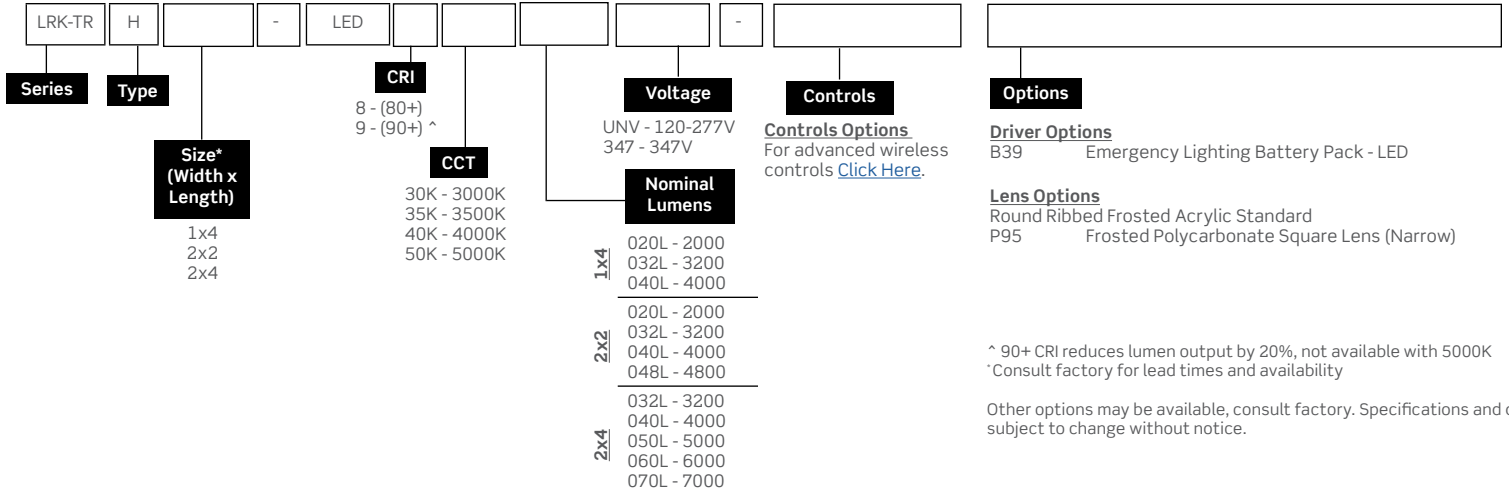 LRK-TR H - LED -
Series
Type
Size*
(Width x
Length)
1x4
2x2
2x4
CRI
8 - (80+)
9 - (90+) ^
CCT
30K - 3000K
35K - 3500K
40K - 4000K
50K - 5000K
Voltage
UNV - 120-277V
347 - 347V
Nominal
Lumens
1x4
020L - 2000
032L - 3200
040L - 4000
2x2
020L - 2000
032L - 3200
040L - 4000
048L - 4800
2x4
032L - 3200
040L - 4000
050L - 5000
060L - 6000
070L - 7000
Controls
Controls Options
For advanced wireless
controls Click Here.
Options
Driver Options
B39 Emergency Lighting Battery Pack - LED
Lens Options
Round Ribbed Frosted Acrylic Standard
P95 Frosted Polycarbonate Square Lens (Narrow)
^ 90+ CRI reduces lumen output by 20%, not available with 5000K
*Consult factory for lead times and availability
Other options may be available, consult factory. Specifications and
subject to change without notice.